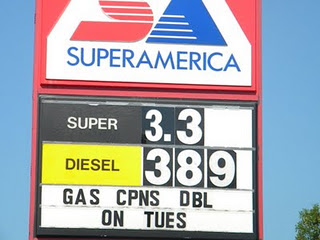 SUPERAMERICA
SUPER 3.3
DIESEL 389
GAS CPNS DBL
ON TUES